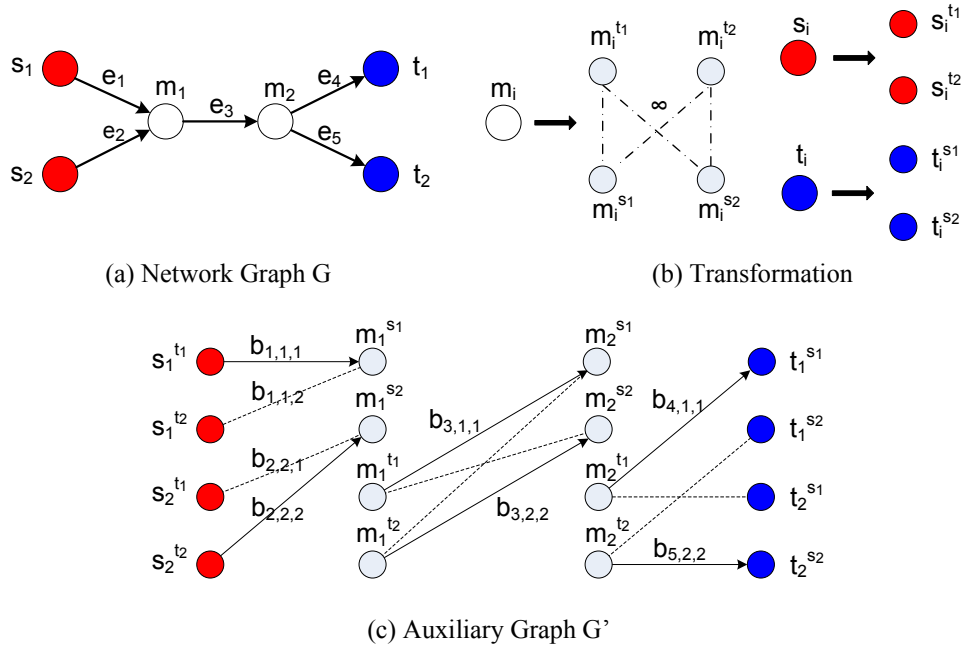 s1 e1 m1 e3 m2 e4 t1
s2 e2 e5 t2
(a) Network Graph G
mi mi^t1 mi^t2 ∞ mi^s1 mi^s2
si si^t1 si^t2
ti ti^s1 ti^s2
(b) Transformation
s1^t1 b1,1,1 m1^s1 m2^s1 t1^s1
s1^t2 b1,1,2 m1^s2 b3,1,1 m2^s2 b4,1,1 t1^s2
s2^t1 b2,2,1 m1^t1 m2^t1 t2^s1
s2^t2 b2,2,2 m1^t2 b3,2,2 m2^t2 b5,2,2 t2^s2
(c) Auxiliary Graph G’